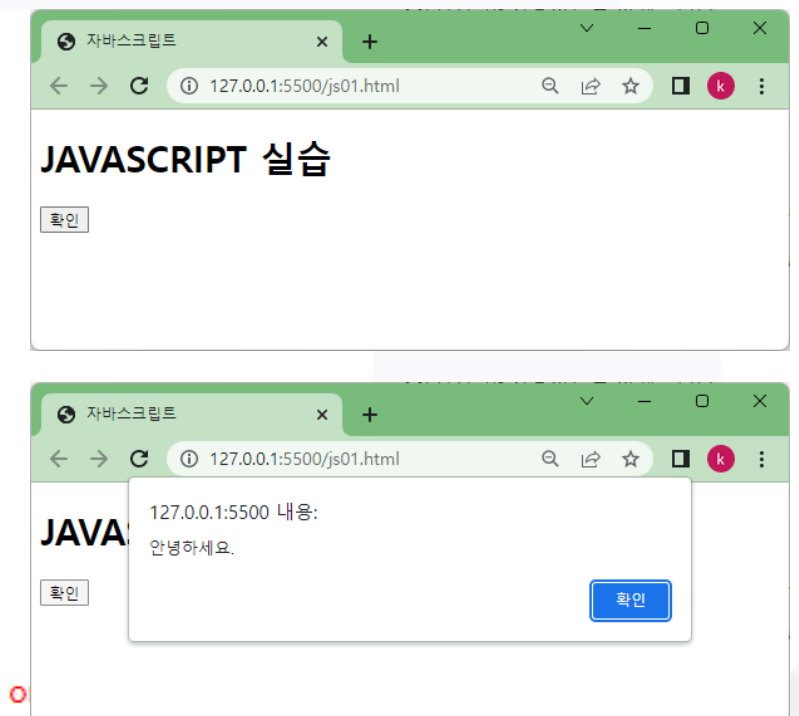 자바스크립트
127.0.0.1:5500/js01.html
k
JAVASCRIPT 실습
확인
자바스크립트
127.0.0.1:5500/js01.html
k
JAVA
127.0.0.1:5500 내용:
안녕하세요.
확인
확인